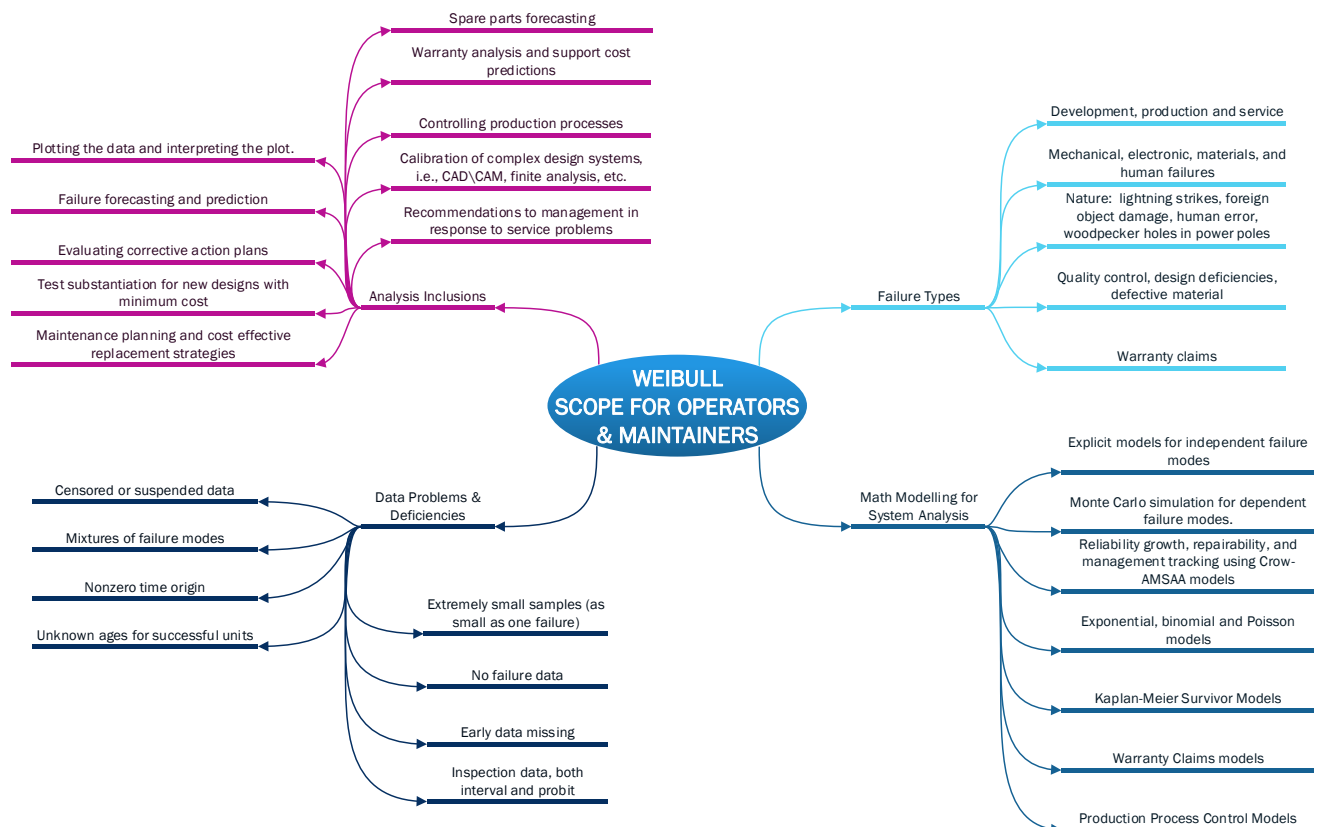 Spare parts forecasting
Warranty analysis and support cost
predictions
Controlling production processes
Calibration of complex design systems,
i.e., CAD\CAM, finite analysis, etc.
Recommendations to management in
response to service problems
Plotting the data and interpreting the plot.
Failure forecasting and prediction
Evaluating corrective action plans
Test substantiation for new designs with
minimum cost
Maintenance planning and cost effective
replacement strategies
Analysis Inclusions
Failure Types
Development, production and service
Mechanical, electronic, materials, and
human failures
Nature:  lightning strikes, foreign
object damage, human error,
woodpecker holes in power poles
Quality control, design deficiencies,
defective material
Warranty claims
WEIBULL
SCOPE FOR OPERATORS
& MAINTAINERS
Data Problems &
Deficiencies
Censored or suspended data
Mixtures of failure modes
Nonzero time origin
Unknown ages for successful units
Extremely small samples (as
small as one failure)
No failure data
Early data missing
Inspection data, both
interval and probit
Math Modelling for
System Analysis
Explicit models for independent failure
modes
Monte Carlo simulation for dependent
failure modes.
Reliability growth, repairability, and
management tracking using Crow-
AMSAA models
Exponential, binomial and Poisson
models
Kaplan-Meier Survivor Models
Warranty Claims models
Production Process Control Models